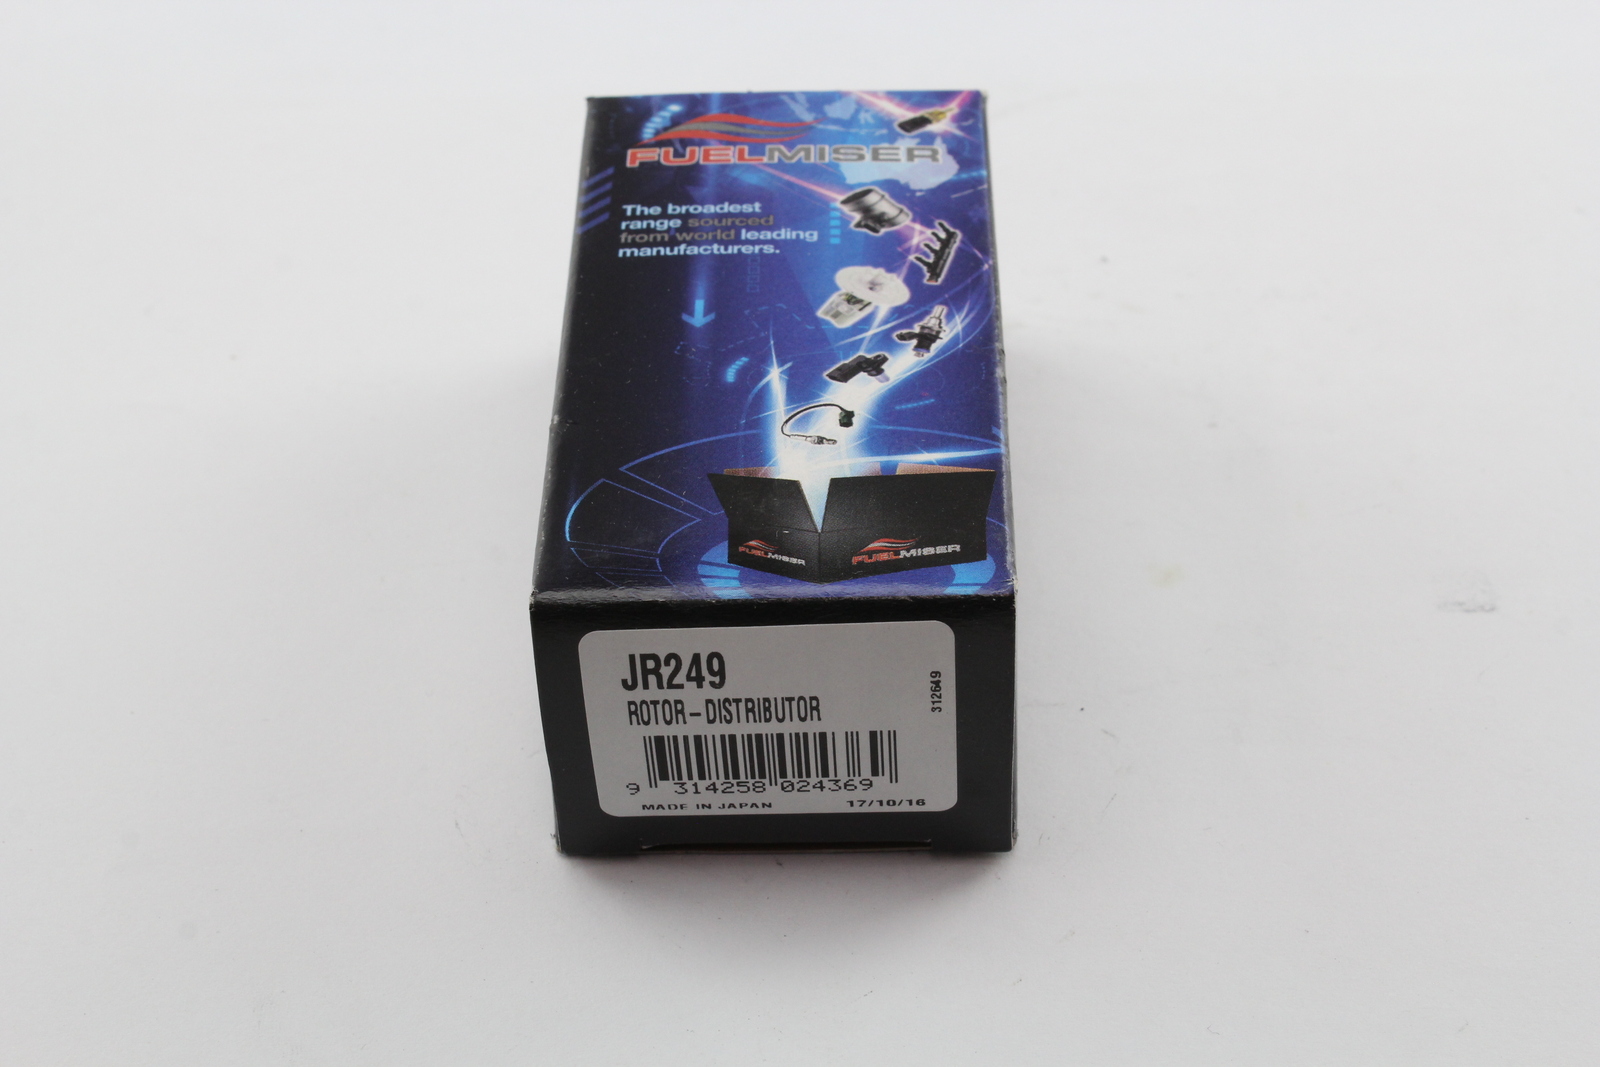 FUELMISER
The broadest
range sourced
from world leading
manufacturers.
FUELMISER
FUELMISER
JR249
ROTOR-DISTRIBUTOR
312649
9 314258 024369
MADE IN JAPAN 17/10/16